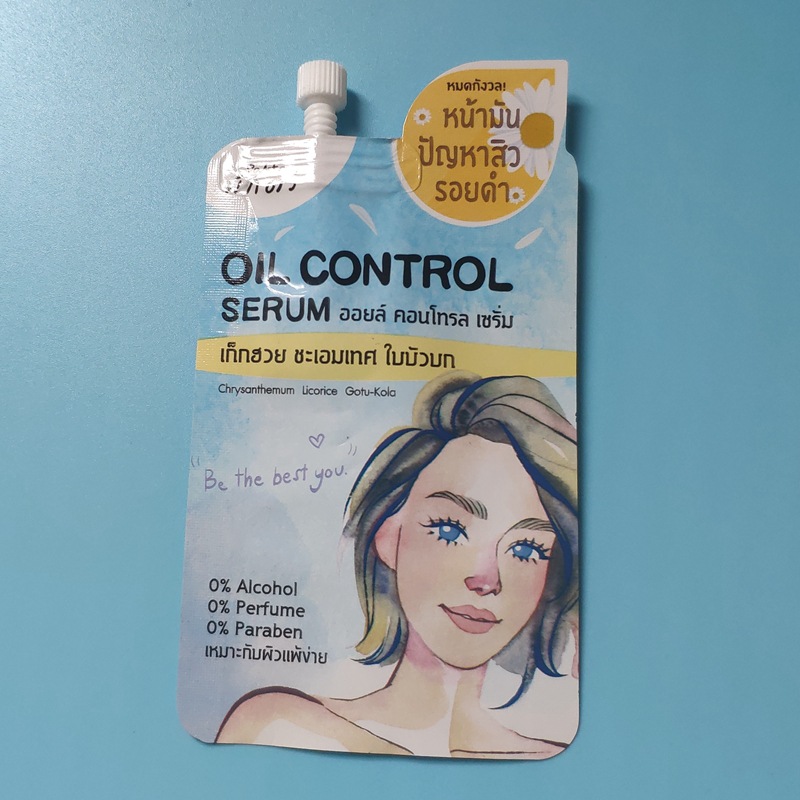 หมดกังวล!
หน้ามัน
ปัญหาสิว
รอยดำ
OIL CONTROL
SERUM ออยล์ คอนโทรล เซรั่ม
เก็กฮวย ชะเอมเทศ ใบบัวบก
Chrysanthemum Licorice Gotu-Kola
"Be the best you."
0% Alcohol
0% Perfume
0% Paraben
เหมาะกับผิวแพ้ง่าย